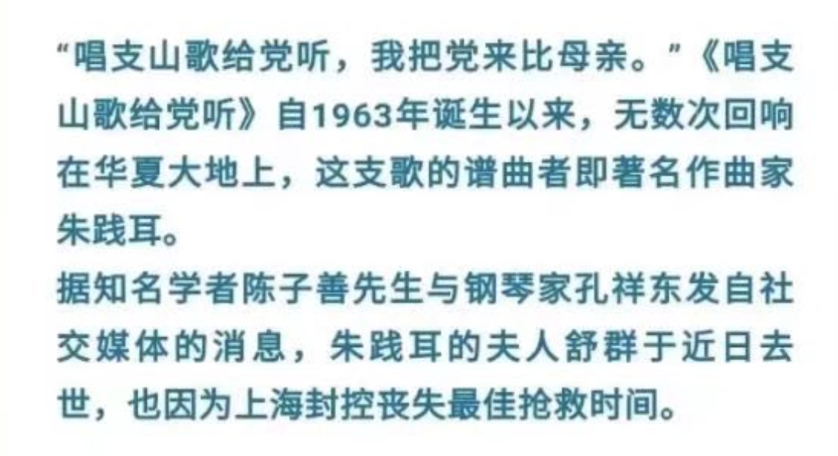 “唱支山歌给党听，我把党来比母亲。”《唱支
山歌给党听》自1963年诞生以来，无数次回响
在华夏大地上，这支歌的谱曲者即著名作曲家
朱践耳。
据知名学者陈子善先生与钢琴家孔祥东发自社
交媒体的消息，朱践耳的夫人舒群于近日去
世，也因为上海封控丧失最佳抢救时间。